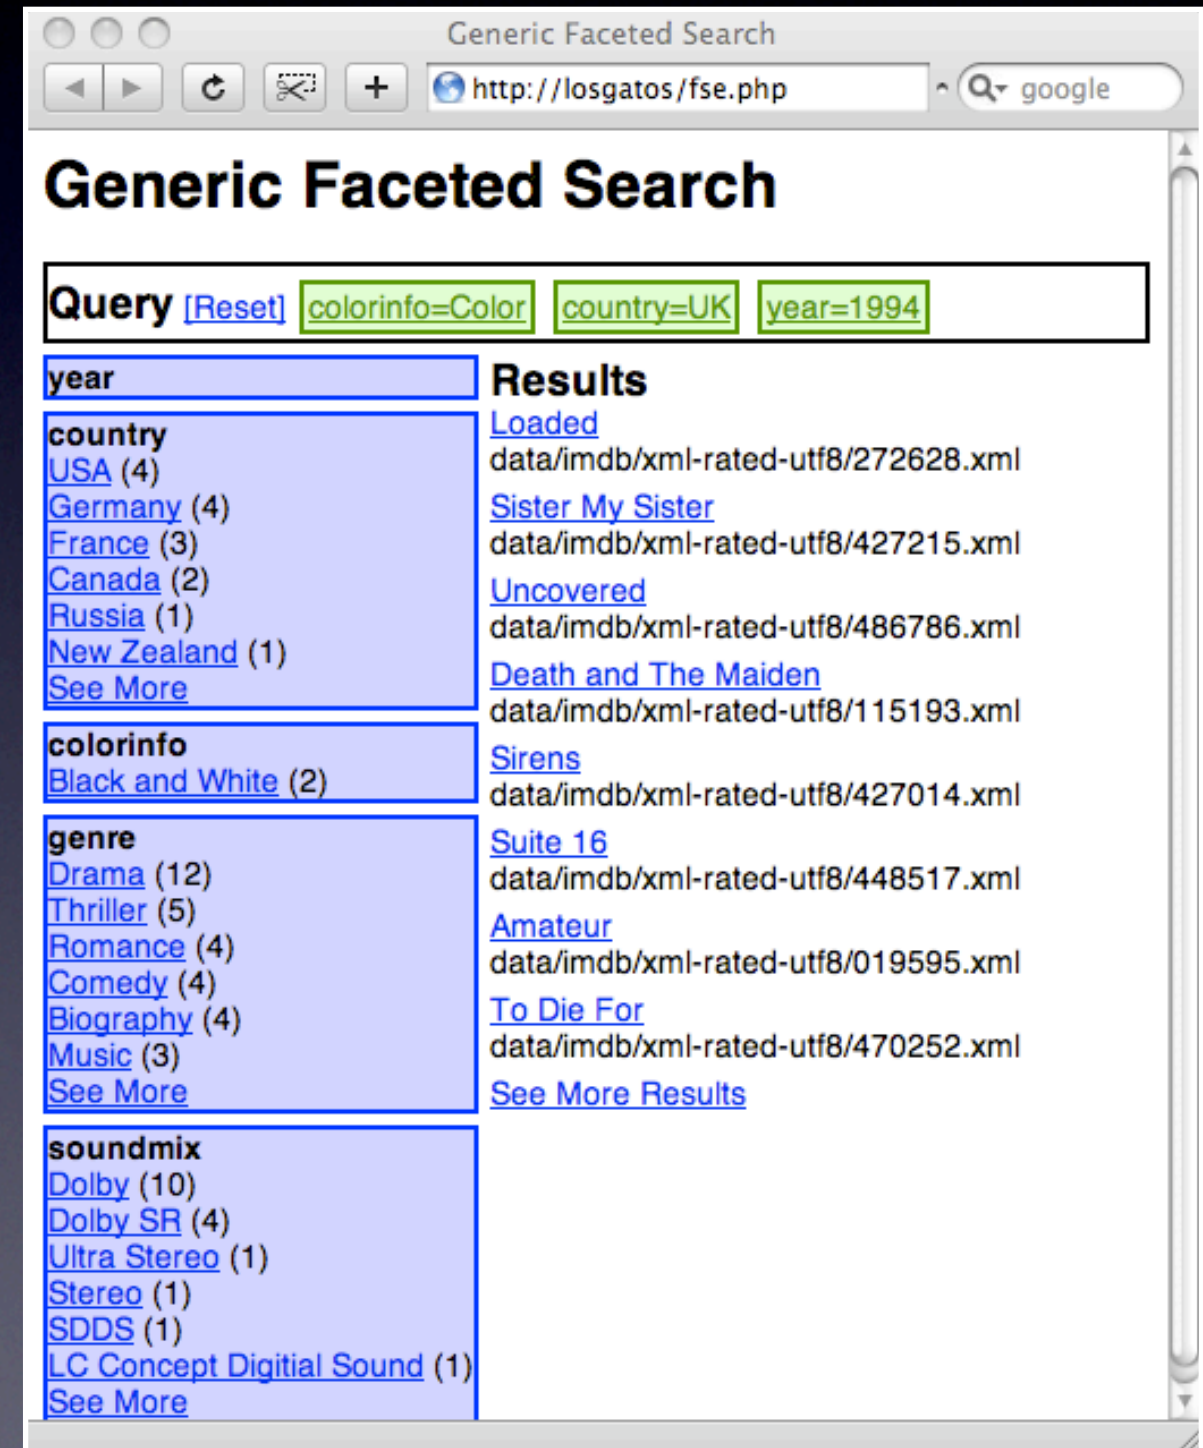 Generic Faceted Search
http://losgatos/fse.php
google
Generic Faceted Search
Query [Reset] colorinfo=Color country=UK year=1994
year
country
USA (4)
Germany (4)
France (3)
Canada (2)
Russia (1)
New Zealand (1)
See More
colorinfo
Black and White (2)
genre
Drama (12)
Thriller (5)
Romance (4)
Comedy (4)
Biography (4)
Music (3)
See More
soundmix
Dolby (10)
Dolby SR (4)
Ultra Stereo (1)
Stereo (1)
SDDS (1)
LC Concept Digitial Sound (1)
See More
Results
Loaded
data/imdb/xml-rated-utf8/272628.xml
Sister My Sister
data/imdb/xml-rated-utf8/427215.xml
Uncovered
data/imdb/xml-rated-utf8/486786.xml
Death and The Maiden
data/imdb/xml-rated-utf8/115193.xml
Sirens
data/imdb/xml-rated-utf8/427014.xml
Suite 16
data/imdb/xml-rated-utf8/448517.xml
Amateur
data/imdb/xml-rated-utf8/019595.xml
To Die For
data/imdb/xml-rated-utf8/470252.xml
See More Results